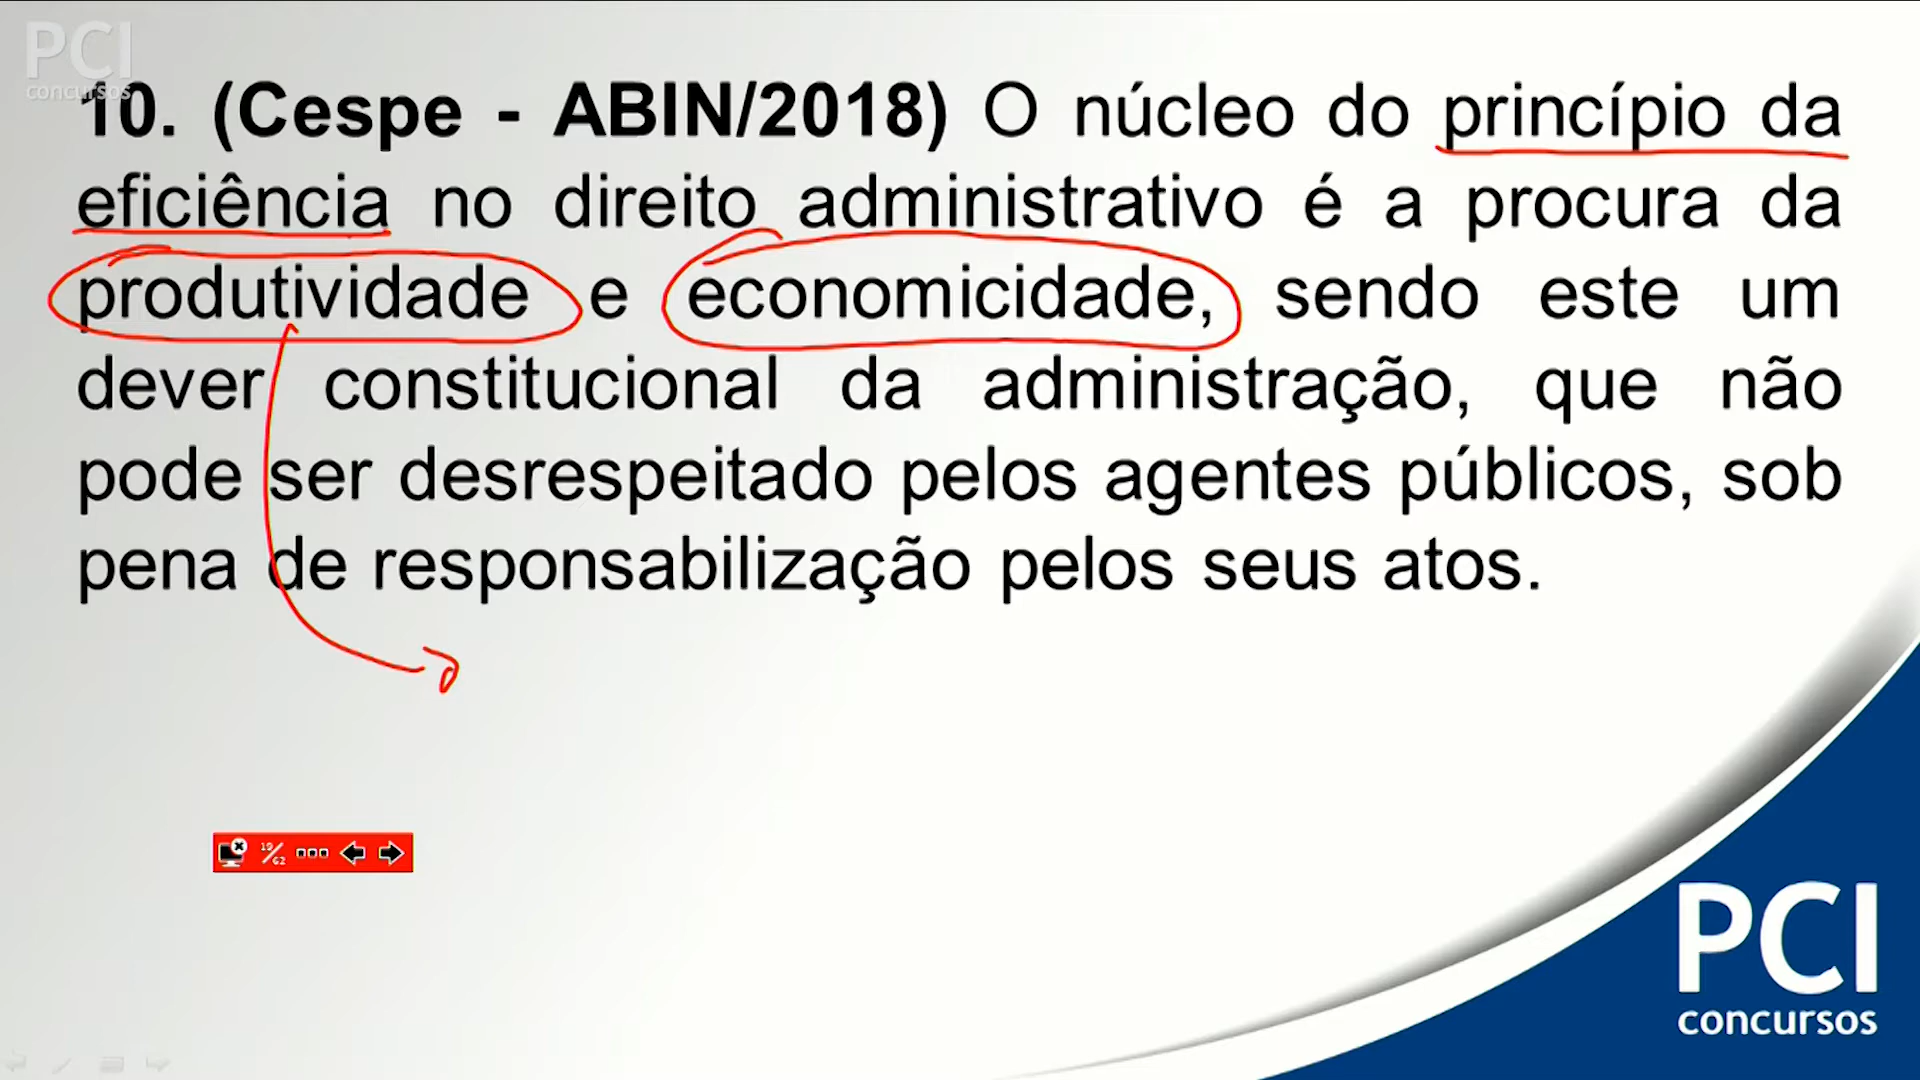 PCI
concursos
10. (Cespe - ABIN/2018) O núcleo do princípio da
eficiência no direito administrativo é a procura da
produtividade e economicidade, sendo este um
dever constitucional da administração, que não
pode ser desrespeitado pelos agentes públicos, sob
pena de responsabilização pelos seus atos.
19/62
PCI
concursos